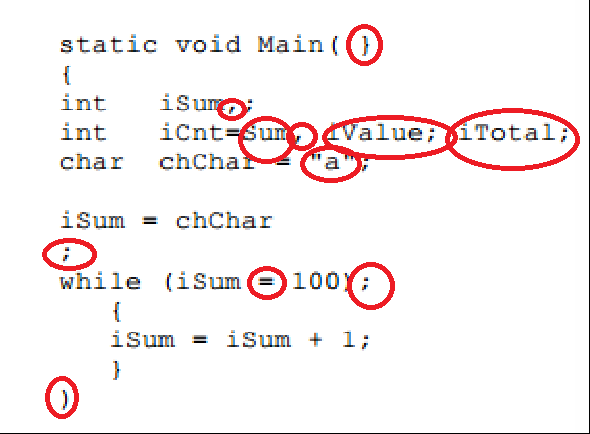 static void Main( }
{
int iSum,;
int iCnt=Sum, iValue; iTotal;
char chChar = "a";
iSum = chChar
;
while (iSum = 100);
{
iSum = iSum + 1;
}
)